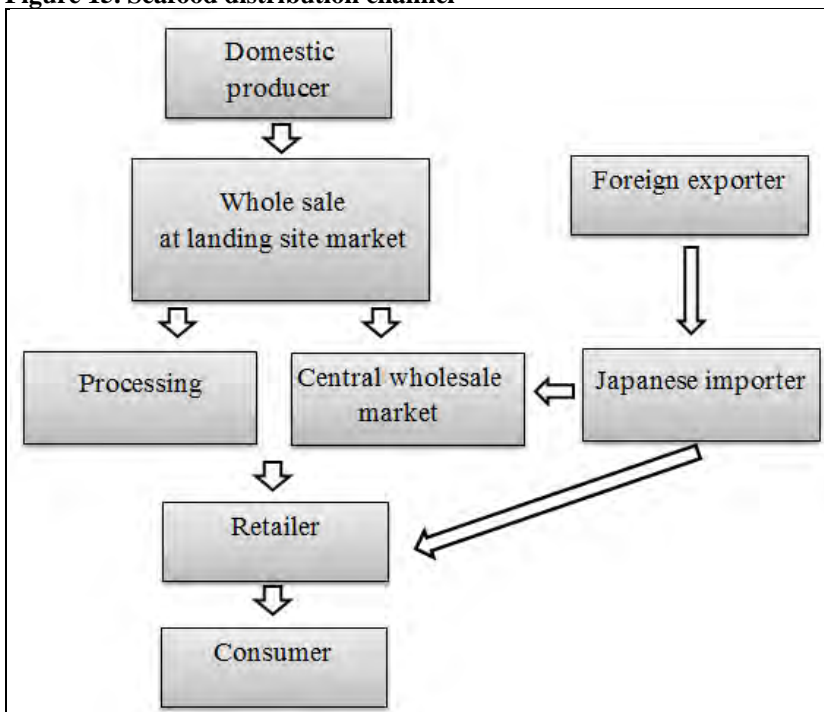 Figure 15. Seafood distribution channel
Domestic
producer
Whole sale
at landing site market
Foreign exporter
Processing
Central wholesale
market
Japanese importer
Retailer
Consumer